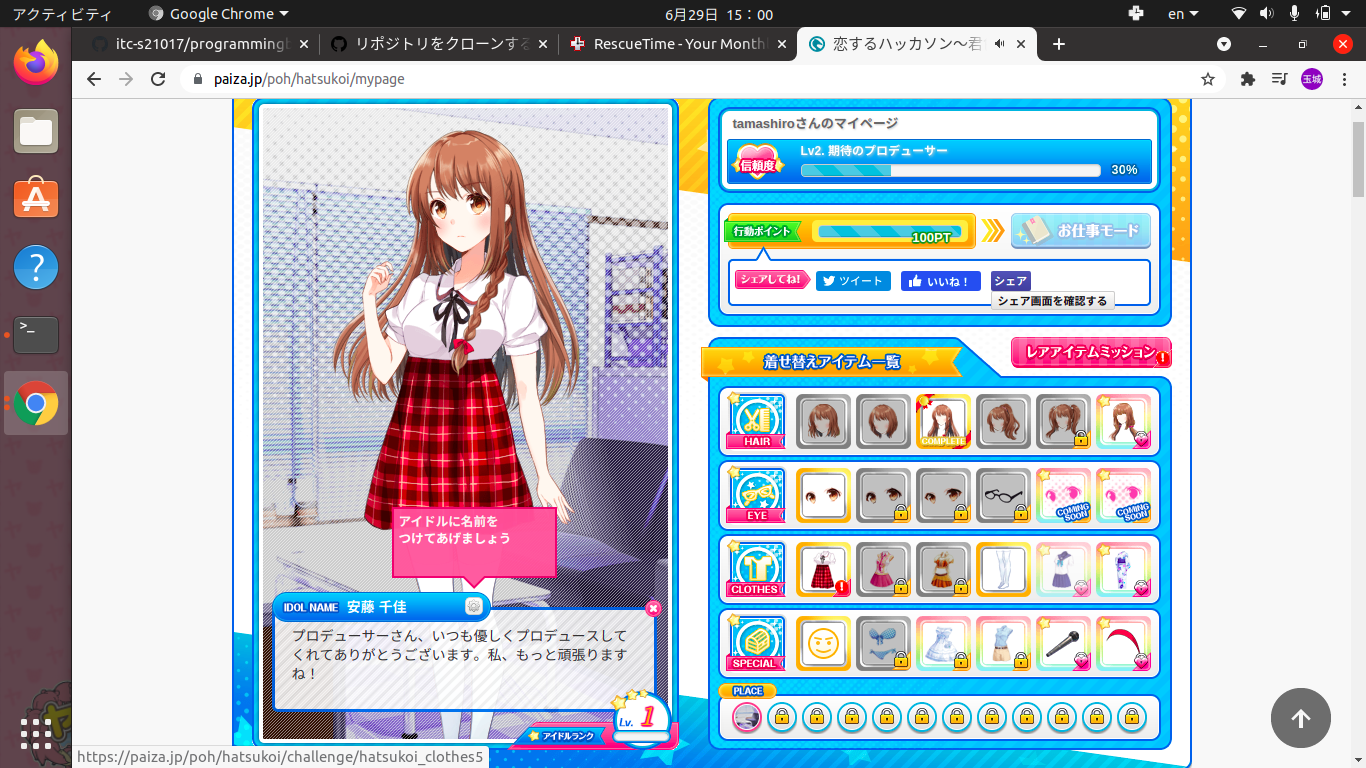 アクティビティ
Google Chrome
6月29日 15：00
en
itc-s21017/programmingt
リポジトリをクローンする
RescueTime - Your Monthl
恋するハッカソン〜君
paiza.jp/poh/hatsukoi/mypage
玉城
tamashiroさんのマイページ
信頼度
Lv2. 期待のプロデューサー
30%
行動ポイント
100PT
お仕事モード
シェアしてね!
ツイート
いいね！
シェア
シェア画面を確認する
着せ替えアイテム一覧
レアアイテムミッション
HAIR
COMPLETE
EYE
COMING SOON
COMING SOON
CLOTHES
SPECIAL
PLACE
アイドルに名前を
つけてあげましょう
IDOL NAME 安藤 千佳
プロデューサーさん、いつも優しくプロデュースして
くれてありがとうございます。私、もっと頑張ります
ね！
Lv. 1
アイドルランク
https://paiza.jp/poh/hatsukoi/challenge/hatsukoi_clothes5